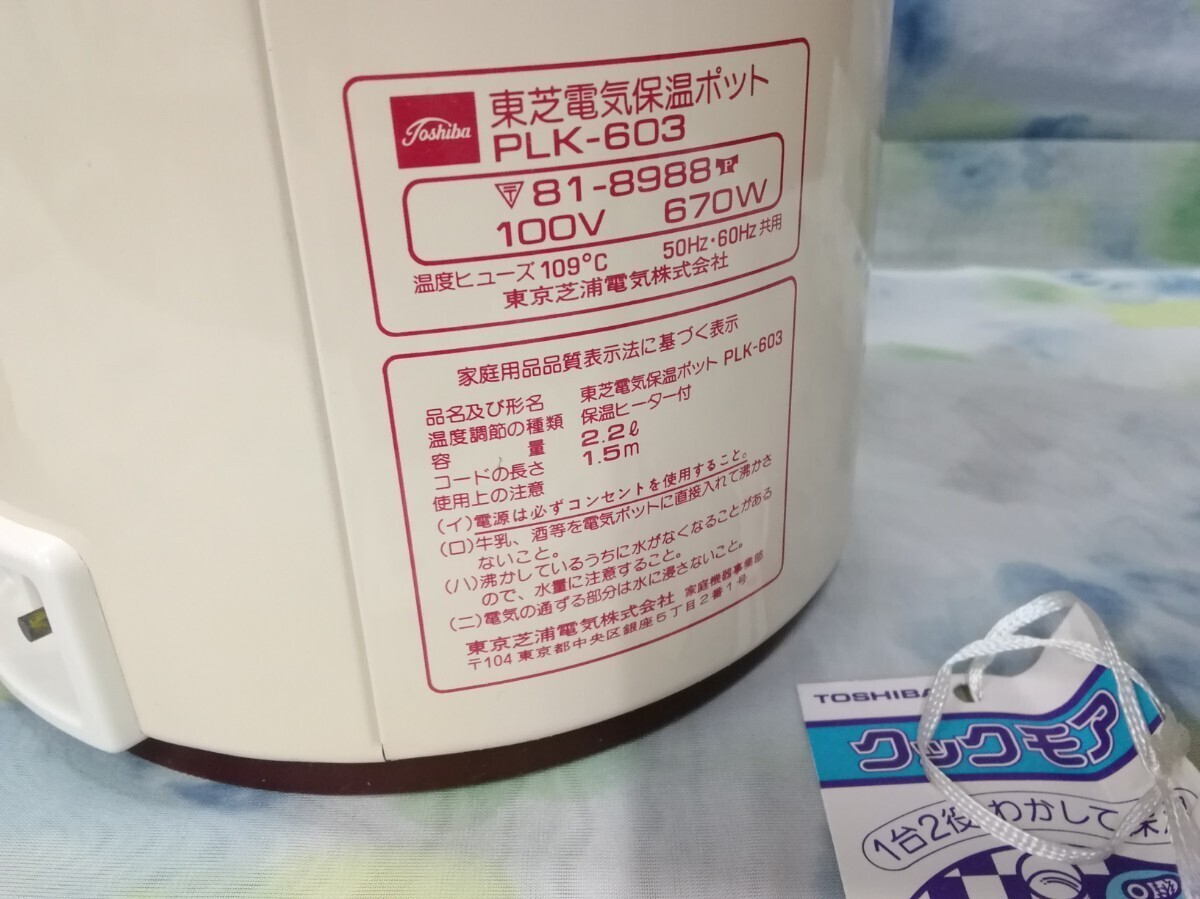 Toshiba
東芝電気保温ポット
PLK-603
〒81-8988 P
100V 670W
温度ヒューズ109°C 50Hz・60Hz共用
東京芝浦電気株式会社
家庭用品品質表示法に基づく表示
品名及び形名 東芝電気保温ポット PLK-603
温度調節の種類 保温ヒーター付
容量 2.2ℓ
コードの長さ 1.5m
使用上の注意
(イ)電源は必ずコンセントを使用すること。
(ロ)牛乳、酒等を電気ポットに直接入れて沸かさ
ないこと。
(ハ)沸かしているうちに水がなくなることがある
ので、水量に注意すること。
(ニ)電気の通ずる部分は水に浸さないこと。
東京芝浦電気株式会社 家庭機器事業部
〒104 東京都中央区銀座5丁目2番1号
TOSHIBA
クックモア
1台2役 わかして